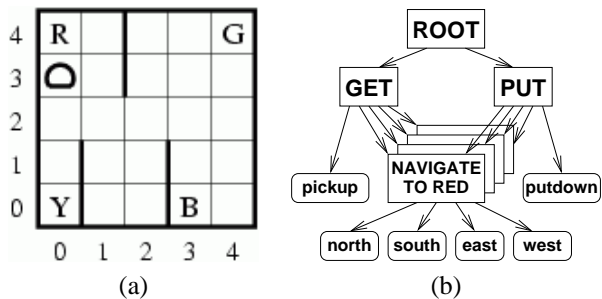 4 R G
3
2
1
0 Y B
0 1 2 3 4
(a)
ROOT
GET PUT
NAVIGATE
TO RED
pickup putdown
north south east west
(b)